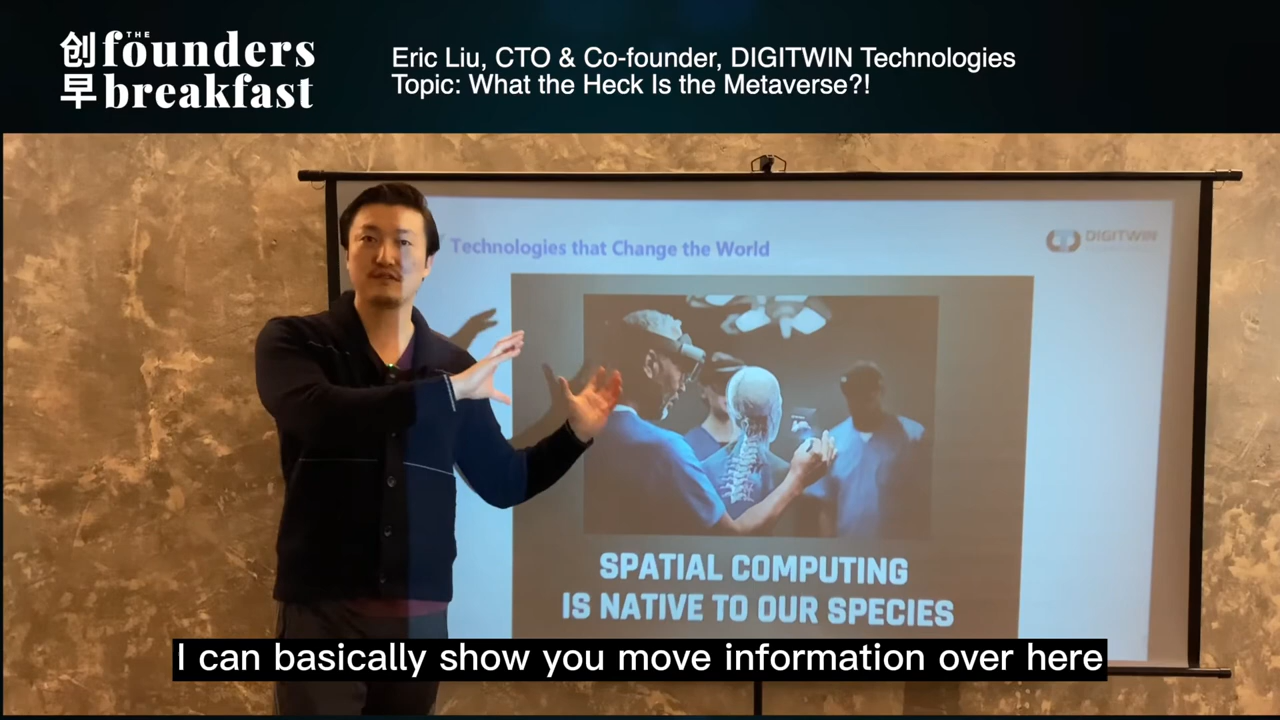 创早
THE
founders
breakfast
Eric Liu, CTO & Co-founder, DIGITWIN Technologies
Topic: What the Heck Is the Metaverse?!
Technologies that Change the World
DIGITWIN
SPATIAL COMPUTING
IS NATIVE TO OUR SPECIES
I can basically show you move information over here